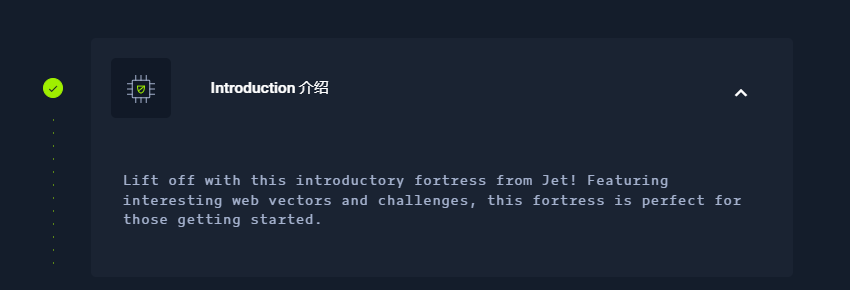 Introduction 介绍
Lift off with this introductory fortress from Jet! Featuring
interesting web vectors and challenges, this fortress is perfect for
those getting started.